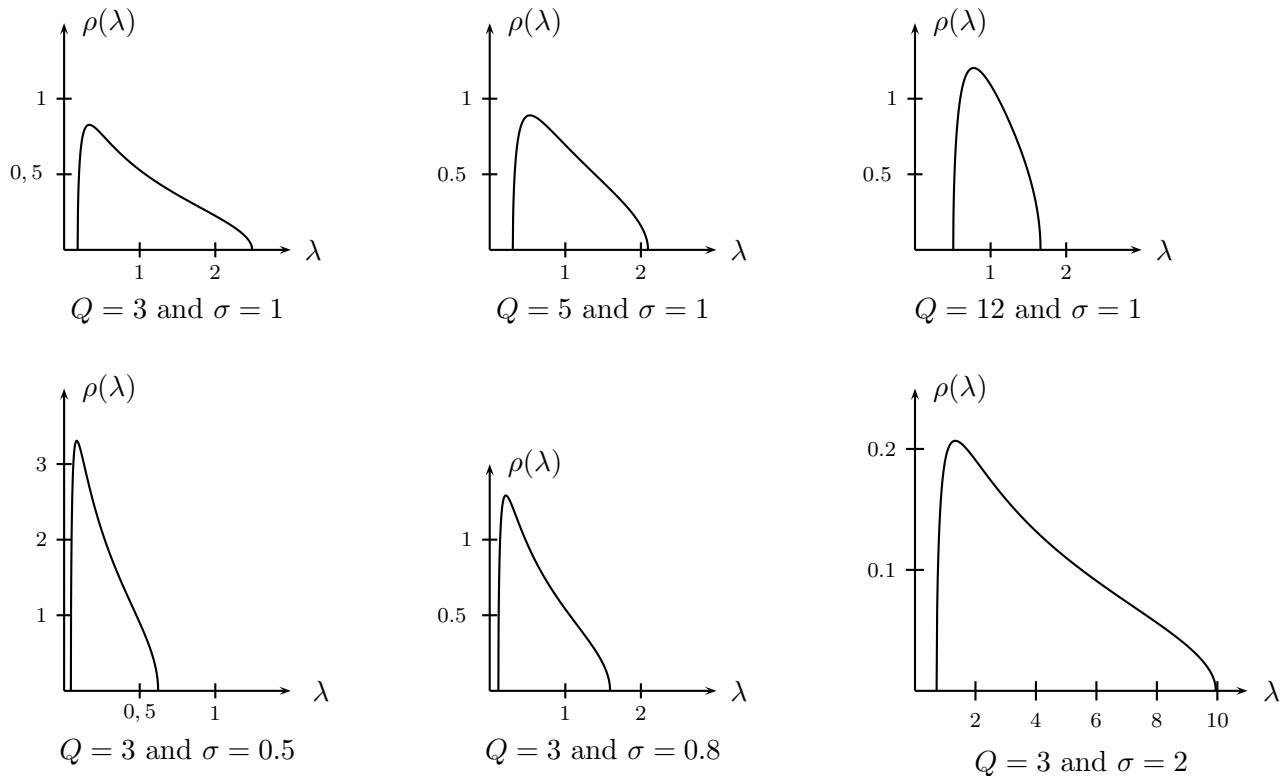 ρ(λ)
1
0, 5
1
2
λ
Q = 3 and σ = 1
ρ(λ)
1
0.5
1
2
λ
Q = 5 and σ = 1
ρ(λ)
1
0.5
1
2
λ
Q = 12 and σ = 1
ρ(λ)
3
2
1
0, 5
1
λ
Q = 3 and σ = 0.5
ρ(λ)
1
0.5
1
2
λ
Q = 3 and σ = 0.8
ρ(λ)
0.2
0.1
2
4
6
8
10
λ
Q = 3 and σ = 2